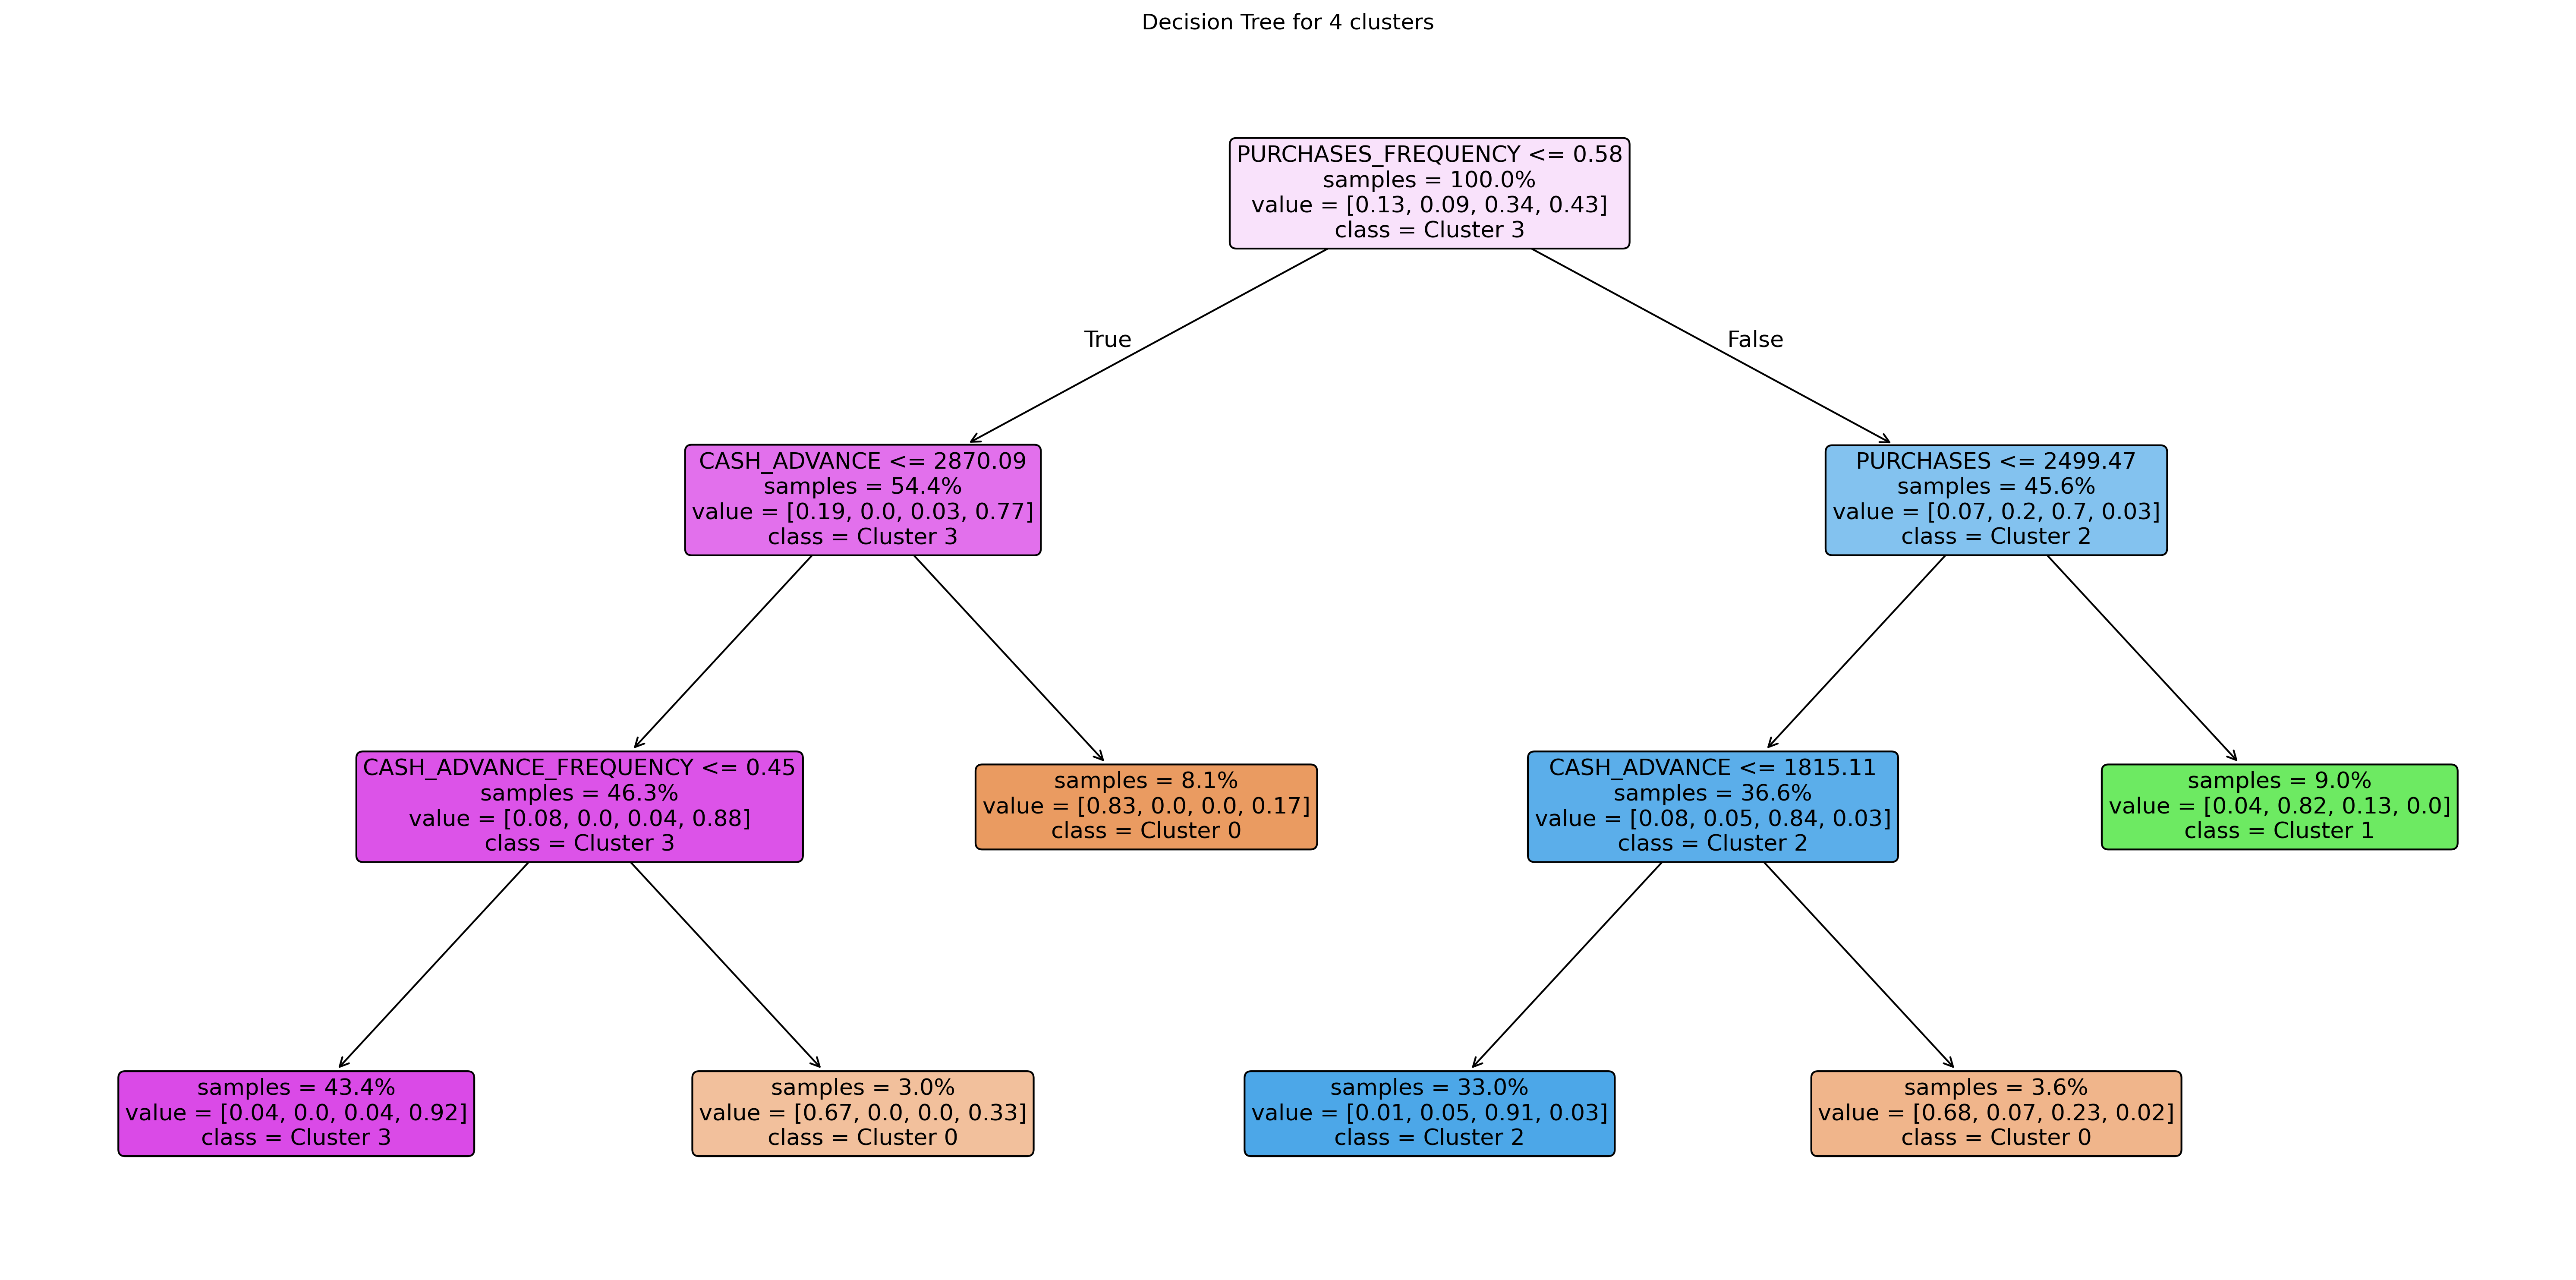 Decision Tree for 4 clusters
PURCHASES_FREQUENCY <= 0.58
samples = 100.0%
value = [0.13, 0.09, 0.34, 0.43]
class = Cluster 3
True
False
CASH_ADVANCE <= 2870.09
samples = 54.4%
value = [0.19, 0.0, 0.03, 0.77]
class = Cluster 3
PURCHASES <= 2499.47
samples = 45.6%
value = [0.07, 0.2, 0.7, 0.03]
class = Cluster 2
CASH_ADVANCE_FREQUENCY <= 0.45
samples = 46.3%
value = [0.08, 0.0, 0.04, 0.88]
class = Cluster 3
samples = 8.1%
value = [0.83, 0.0, 0.0, 0.17]
class = Cluster 0
CASH_ADVANCE <= 1815.11
samples = 36.6%
value = [0.08, 0.05, 0.84, 0.03]
class = Cluster 2
samples = 9.0%
value = [0.04, 0.82, 0.13, 0.0]
class = Cluster 1
samples = 43.4%
value = [0.04, 0.0, 0.04, 0.92]
class = Cluster 3
samples = 3.0%
value = [0.67, 0.0, 0.0, 0.33]
class = Cluster 0
samples = 33.0%
value = [0.01, 0.05, 0.91, 0.03]
class = Cluster 2
samples = 3.6%
value = [0.68, 0.07, 0.23, 0.02]
class = Cluster 0